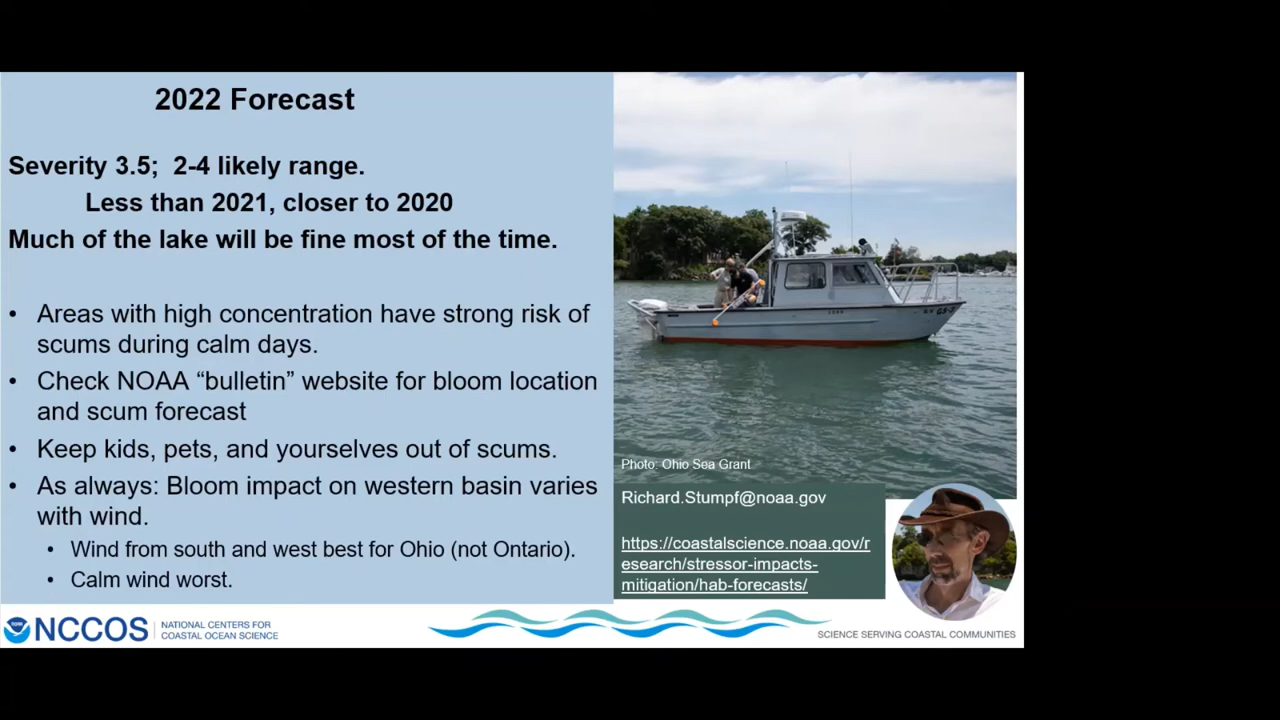 2022 Forecast
Severity 3.5; 2-4 likely range.
Less than 2021, closer to 2020
Much of the lake will be fine most of the time.
• Areas with high concentration have strong risk of
scums during calm days.
• Check NOAA “bulletin” website for bloom location
and scum forecast
• Keep kids, pets, and yourselves out of scums.
• As always: Bloom impact on western basin varies
with wind.
• Wind from south and west best for Ohio (not Ontario).
• Calm wind worst.
Photo: Ohio Sea Grant
Richard.Stumpf@noaa.gov
https://coastalscience.noaa.gov/r
esearch/stressor-impacts-
mitigation/hab-forecasts/
NCCOS
NATIONAL CENTERS FOR
COASTAL OCEAN SCIENCE
SCIENCE SERVING COASTAL COMMUNITIES